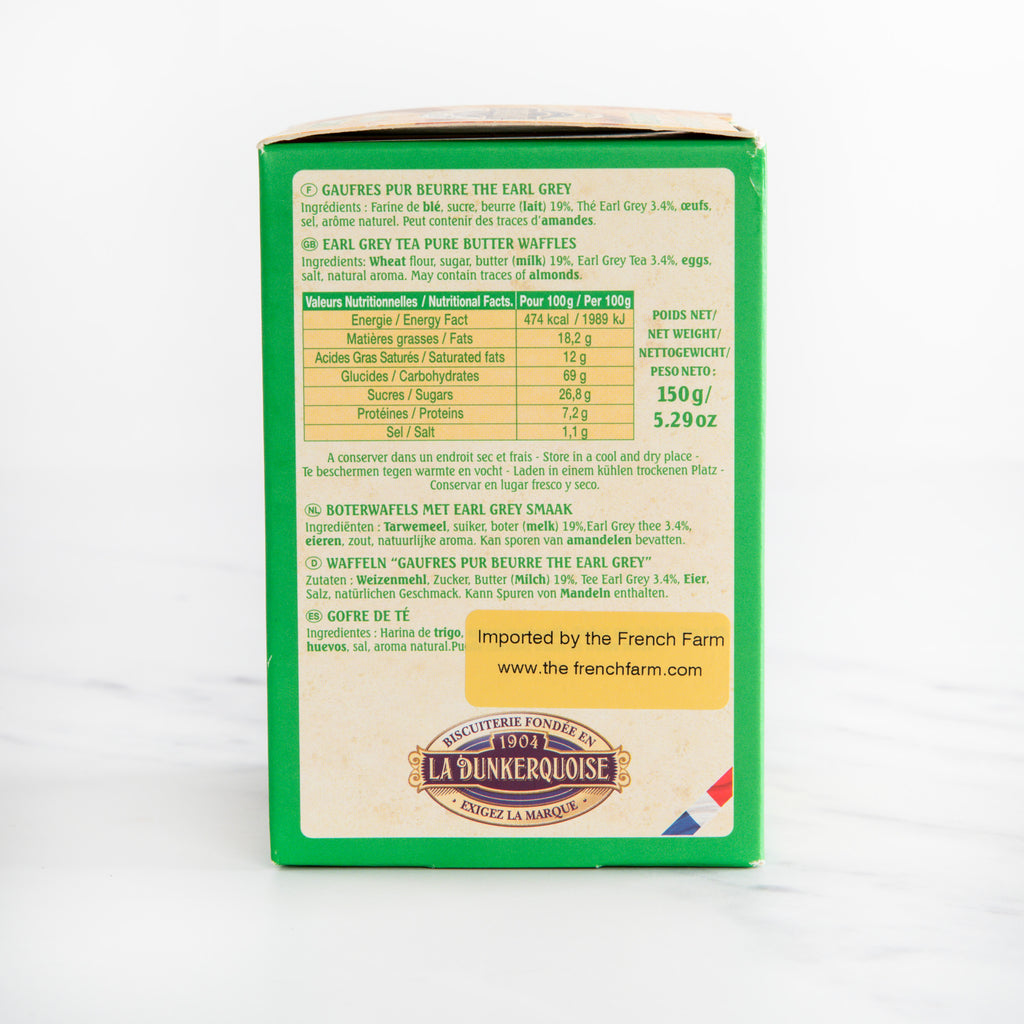 F GAUFRES PUR BEURRE THE EARL GREY
Ingrédients : Farine de blé, sucre, beurre (lait) 19%, Thé Earl Grey 3.4%, œufs,
sel, arôme naturel. Peut contenir des traces d'amandes.
GB EARL GREY TEA PURE BUTTER WAFFLES
Ingredients: Wheat flour, sugar, butter (milk) 19%, Earl Grey Tea 3.4%, eggs,
salt, natural aroma. May contain traces of almonds.
Valeurs Nutritionnelles / Nutritional Facts. Pour 100g / Per 100g
Energie / Energy Fact 474 kcal / 1989 kJ
Matières grasses / Fats 18,2 g
Acides Gras Saturés / Saturated fats 12 g
Glucides / Carbohydrates 69 g
Sucres / Sugars 26,8 g
Protéines / Proteins 7,2 g
Sel / Salt 1,1 g
POIDS NET/
NET WEIGHT/
NETTOGEWICHT/
PESO NETO :
150g/
5.29oz
A conserver dans un endroit sec et frais - Store in a cool and dry place -
Te beschermen tegen warmte en vocht - Laden in einem kühlen trockenen Platz -
Conservar en lugar fresco y seco.
NL BOTERWAFELS MET EARL GREY SMAAK
Ingrediënten : Tarwemeel, suiker, boter (melk) 19%,Earl Grey thee 3.4%,
eieren, zout, natuurlijke aroma. Kan sporen van amandelen bevatten.
D WAFFELN "GAUFRES PUR BEURRE THE EARL GREY"
Zutaten : Weizenmehl, Zucker, Butter (Milch) 19%, Tee Earl Grey 3.4%, Eier,
Salz, natürlichen Geschmack. Kann Spuren von Mandeln enthalten.
ES GOFRE DE TÉ
Ingredientes : Harina de trigo,
huevos, sal, aroma natural.Pu
Imported by the French Farm
www.the frenchfarm.com
BISCUITERIE FONDÉE EN
1904
LA DUNKERQUOISE
• EXIGEZ LA MARQUE •